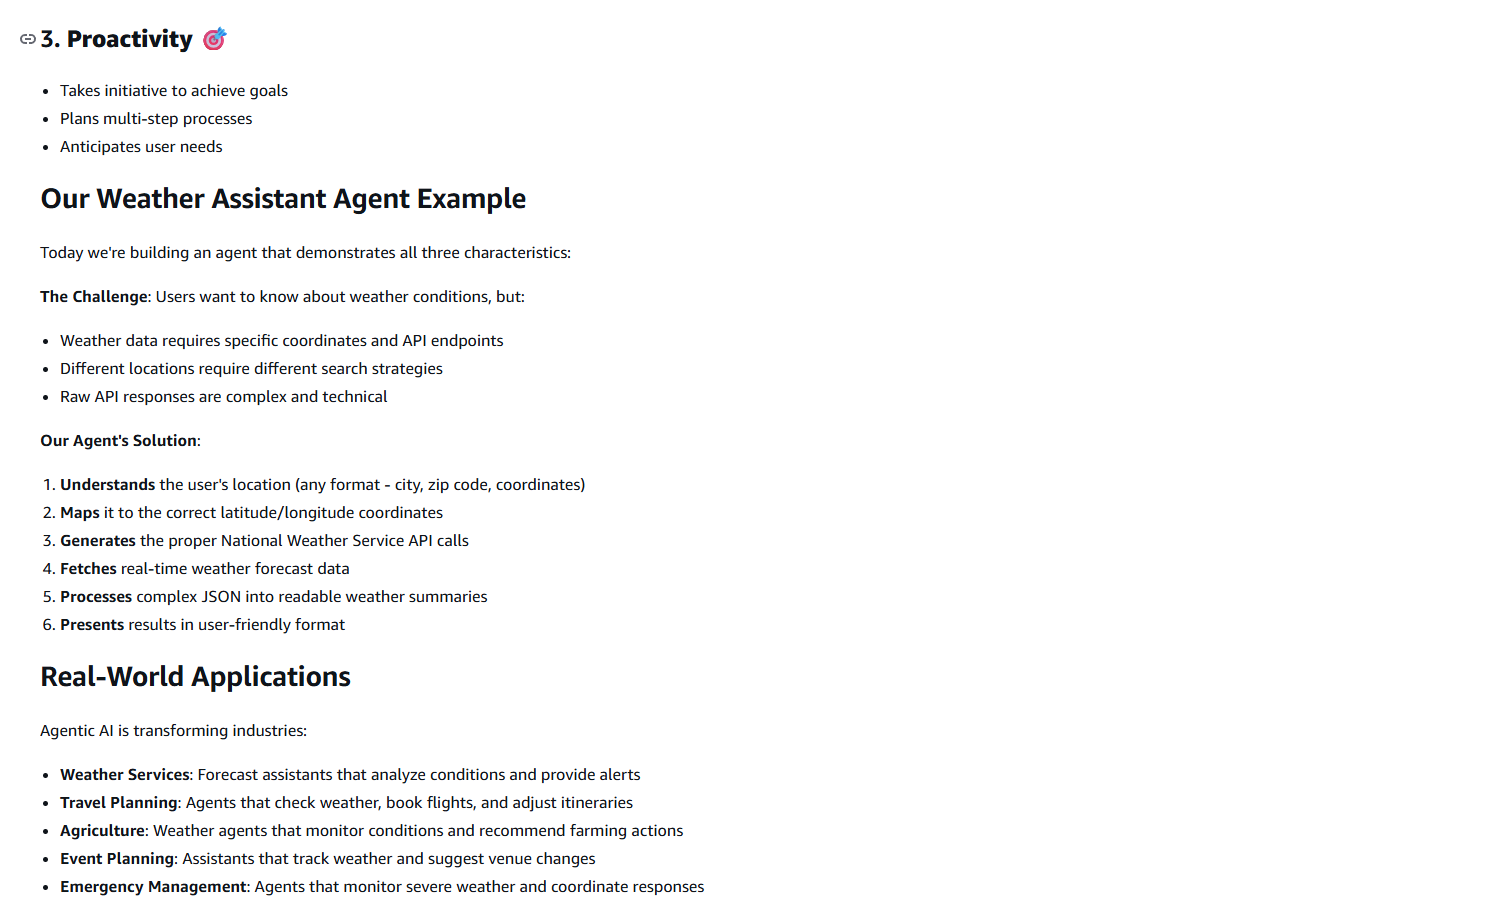 3. Proactivity 🎯
• Takes initiative to achieve goals
• Plans multi-step processes
• Anticipates user needs
Our Weather Assistant Agent Example
Today we're building an agent that demonstrates all three characteristics:
The Challenge: Users want to know about weather conditions, but:
• Weather data requires specific coordinates and API endpoints
• Different locations require different search strategies
• Raw API responses are complex and technical
Our Agent's Solution:
1. Understands the user's location (any format - city, zip code, coordinates)
2. Maps it to the correct latitude/longitude coordinates
3. Generates the proper National Weather Service API calls
4. Fetches real-time weather forecast data
5. Processes complex JSON into readable weather summaries
6. Presents results in user-friendly format
Real-World Applications
Agentic AI is transforming industries:
• Weather Services: Forecast assistants that analyze conditions and provide alerts
• Travel Planning: Agents that check weather, book flights, and adjust itineraries
• Agriculture: Weather agents that monitor conditions and recommend farming actions
• Event Planning: Assistants that track weather and suggest venue changes
• Emergency Management: Agents that monitor severe weather and coordinate responses